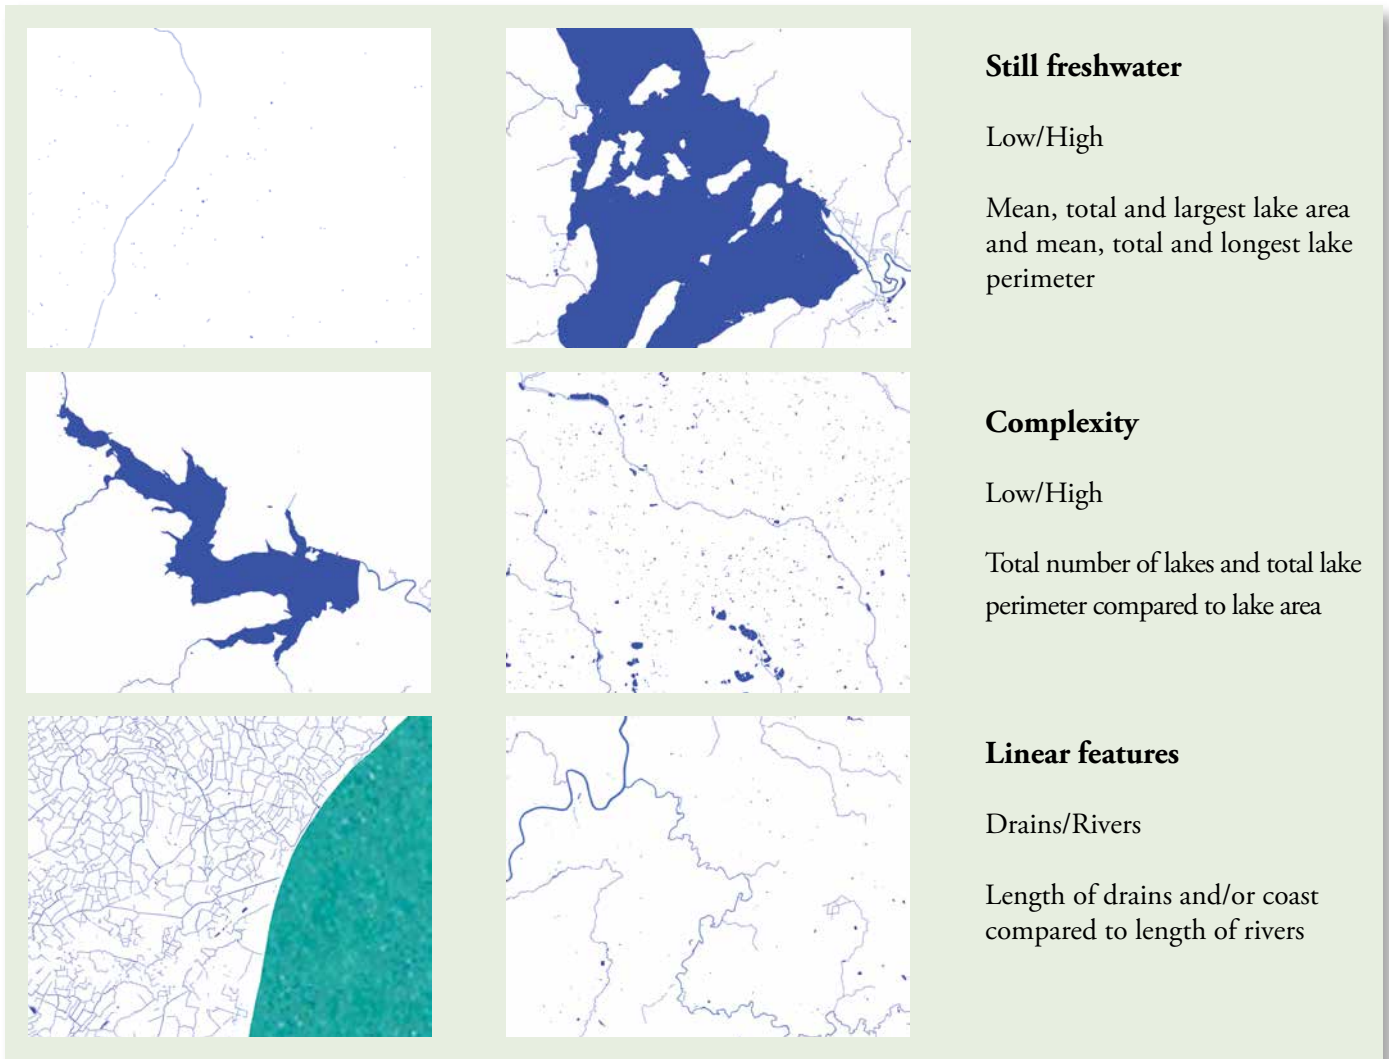 Still freshwater
Low/High
Mean, total and largest lake area
and mean, total and longest lake
perimeter
Complexity
Low/High
Total number of lakes and total lake
perimeter compared to lake area
Linear features
Drains/Rivers
Length of drains and/or coast
compared to length of rivers